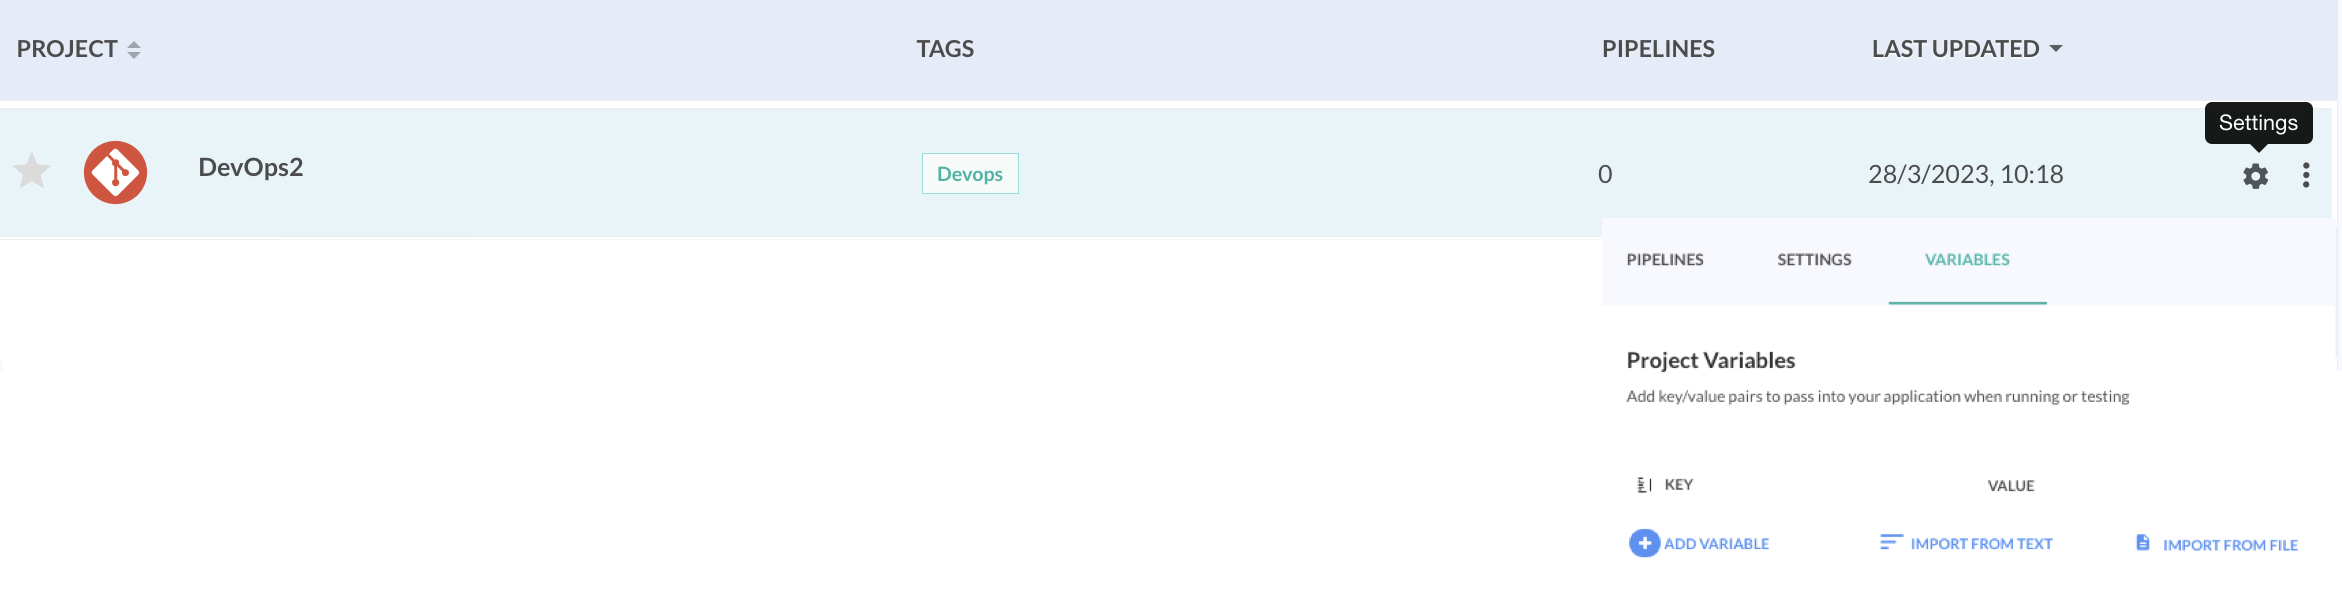 PROJECT TAGS PIPELINES LAST UPDATED
Settings
DevOps2 Devops 0 28/3/2023, 10:18
PIPELINES SETTINGS VARIABLES
Project Variables
Add key/value pairs to pass into your application when running or testing
KEY VALUE
ADD VARIABLE IMPORT FROM TEXT IMPORT FROM FILE